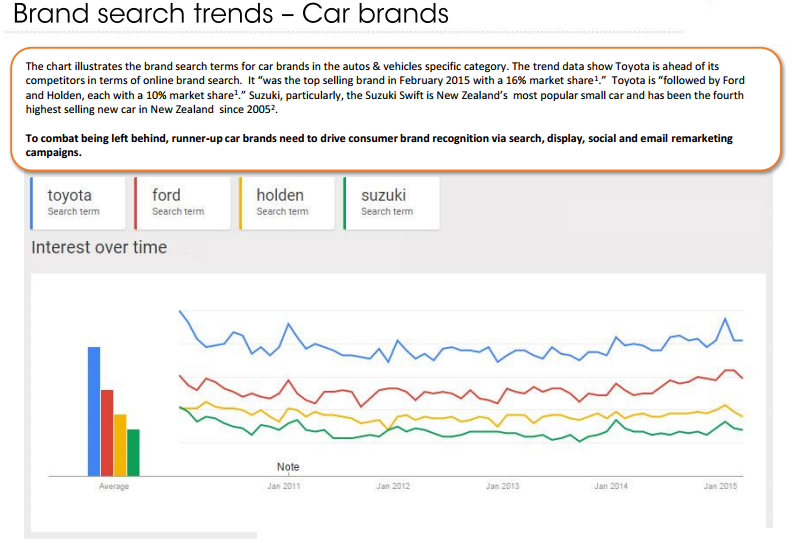 Brand search trends – Car brands
The chart illustrates the brand search terms for car brands in the autos & vehicles specific category. The trend data show Toyota is ahead of its
competitors in terms of online brand search.  It “was the top selling brand in February 2015 with a 16% market share¹.”  Toyota is “followed by Ford
and Holden, each with a 10% market share¹.” Suzuki, particularly, the Suzuki Swift is New Zealand’s  most popular small car and has been the fourth
highest selling new car in New Zealand  since 2005².
To combat being left behind, runner-up car brands need to drive consumer brand recognition via search, display, social and email remarketing
campaigns.
toyota ford holden suzuki
Search term Search term Search term Search term
Interest over time
Note
Average Jan 2011 Jan 2012 Jan 2013 Jan 2014 Jan 2015